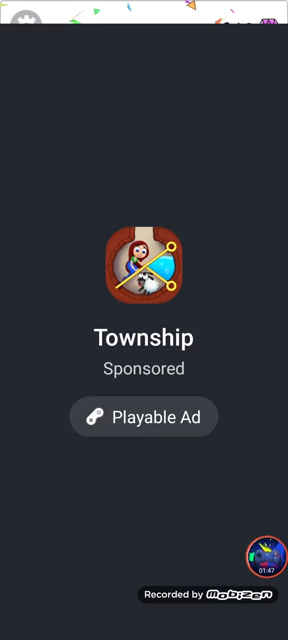 Township
Sponsored
Playable Ad
01:47
Recorded by MOBIZEN